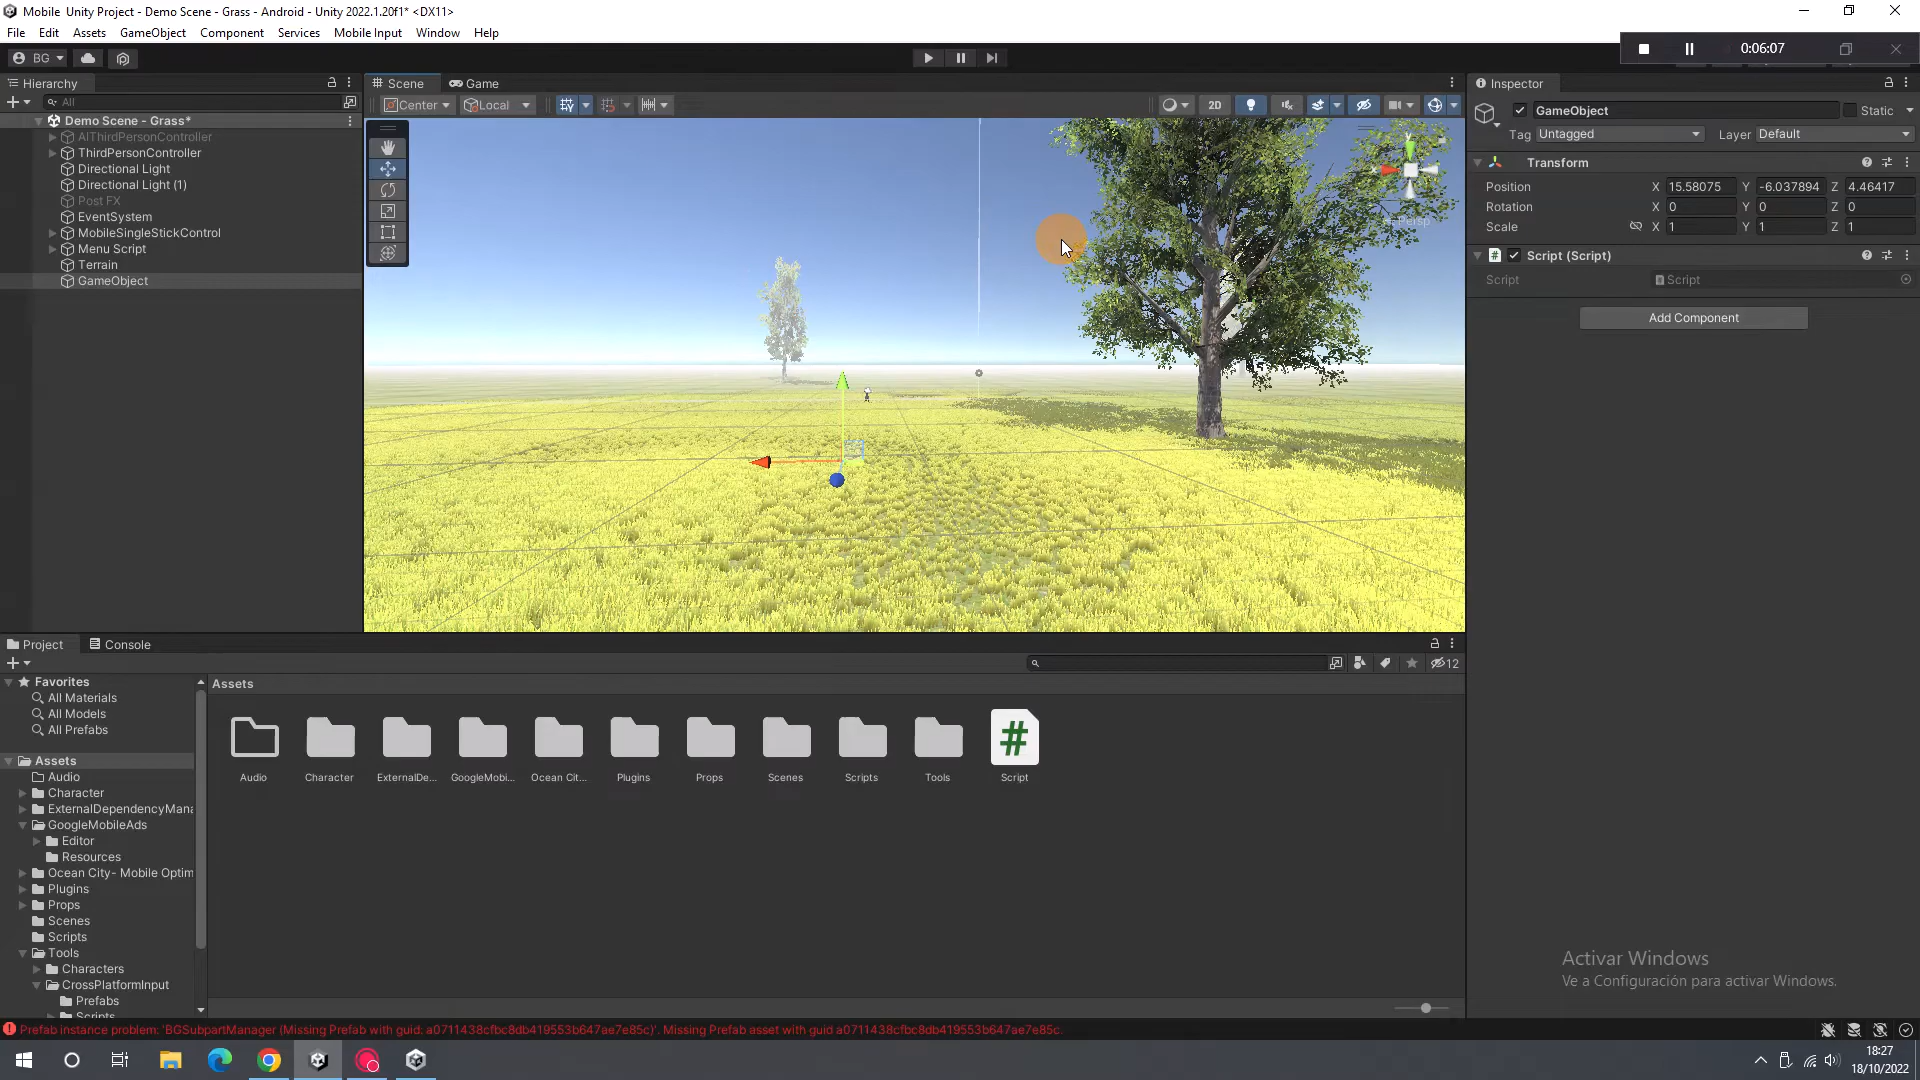 Mobile Unity Project - Demo Scene - Grass - Android - Unity 2022.1.20f1* <DX11>
File Edit Assets GameObject Component Services Mobile Input Window Help
BG
0:06:07
Hierarchy
Scene
Game
Inspector
All
Center
Local
2D
GameObject
Static
Demo Scene - Grass*
Tag Untagged
Layer Default
AIThirdPersonController
ThirdPersonController
Transform
Directional Light
Directional Light (1)
Position X 15.58075 Y -6.037894 Z 4.46417
Post FX
Rotation X 0 Y 0 Z 0
EventSystem
Scale X 1 Y 1 Z 1
Persp
MobileSingleStickControl
Menu Script
Script (Script)
Terrain
GameObject
Script Script
Add Component
Project
Console
12
Favorites
All Materials
All Models
All Prefabs
Assets
Assets
Audio
Character
ExternalDependencyMana
GoogleMobileAds
Editor
Resources
Ocean City- Mobile Optim
Plugins
Props
Scenes
Scripts
Tools
Characters
CrossPlatformInput
Prefabs
Scripts
Audio
Character
ExternalDe...
GoogleMobi...
Ocean Cit...
Plugins
Props
Scenes
Scripts
Tools
Script
Activar Windows
Ve a Configuración para activar Windows.
Prefab instance problem: 'BGSubpartManager (Missing Prefab with guid: a0711438cfbc8db419553b647ae7e85c)'. Missing Prefab asset with guid a0711438cfbc8db419553b647ae7e85c.
18:27
18/10/2022